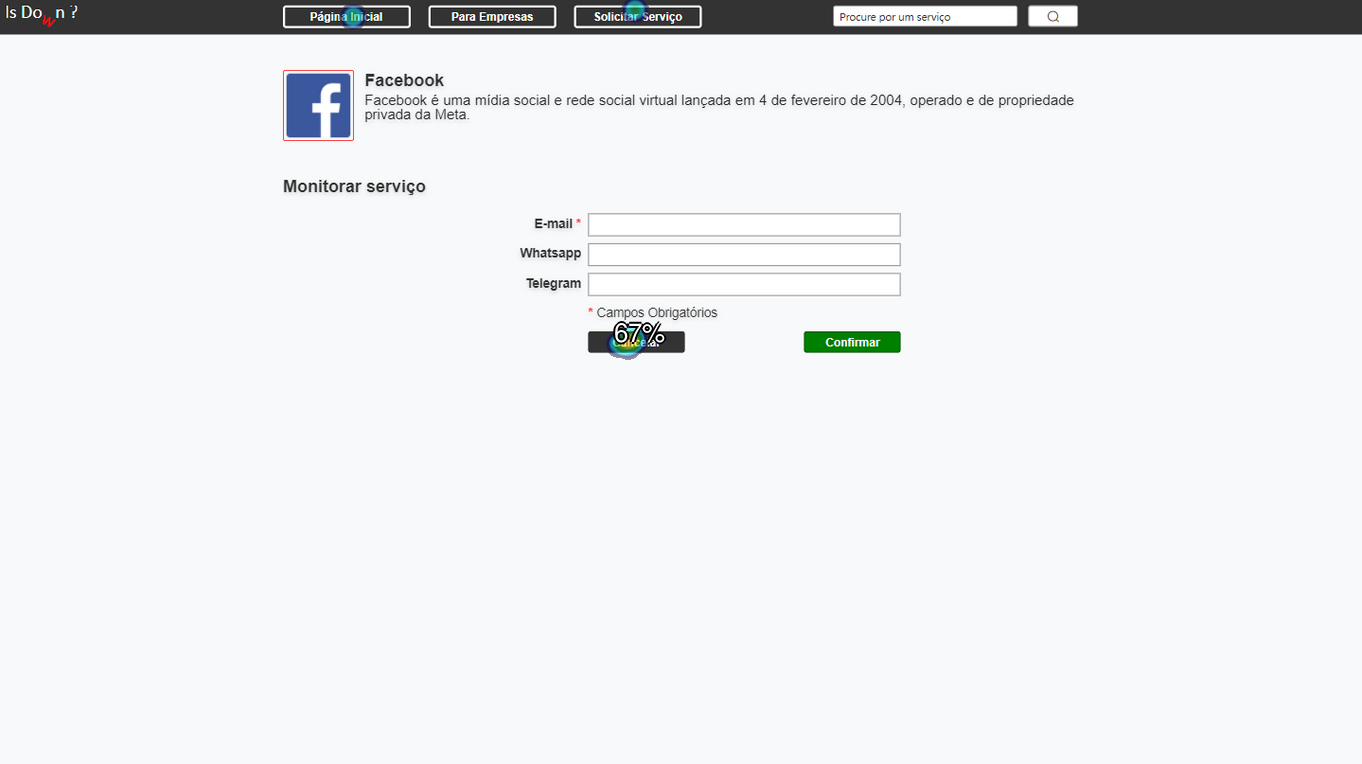 Is Down ?
Página Inicial
Para Empresas
Solicitar Serviço
Procure por um serviço
Facebook
Facebook é uma mídia social e rede social virtual lançada em 4 de fevereiro de 2004, operado e de propriedade
privada da Meta.
Monitorar serviço
E-mail *
Whatsapp
Telegram
* Campos Obrigatórios
67%
Confirmar